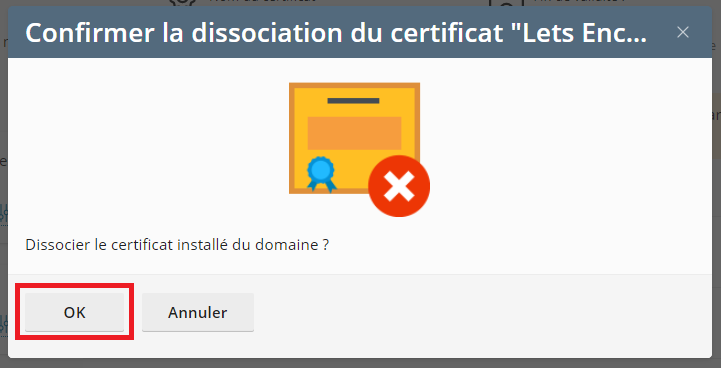 Confirmer la dissociation du certificat "Lets Enc...
Dissocier le certificat installé du domaine ?
OK
Annuler